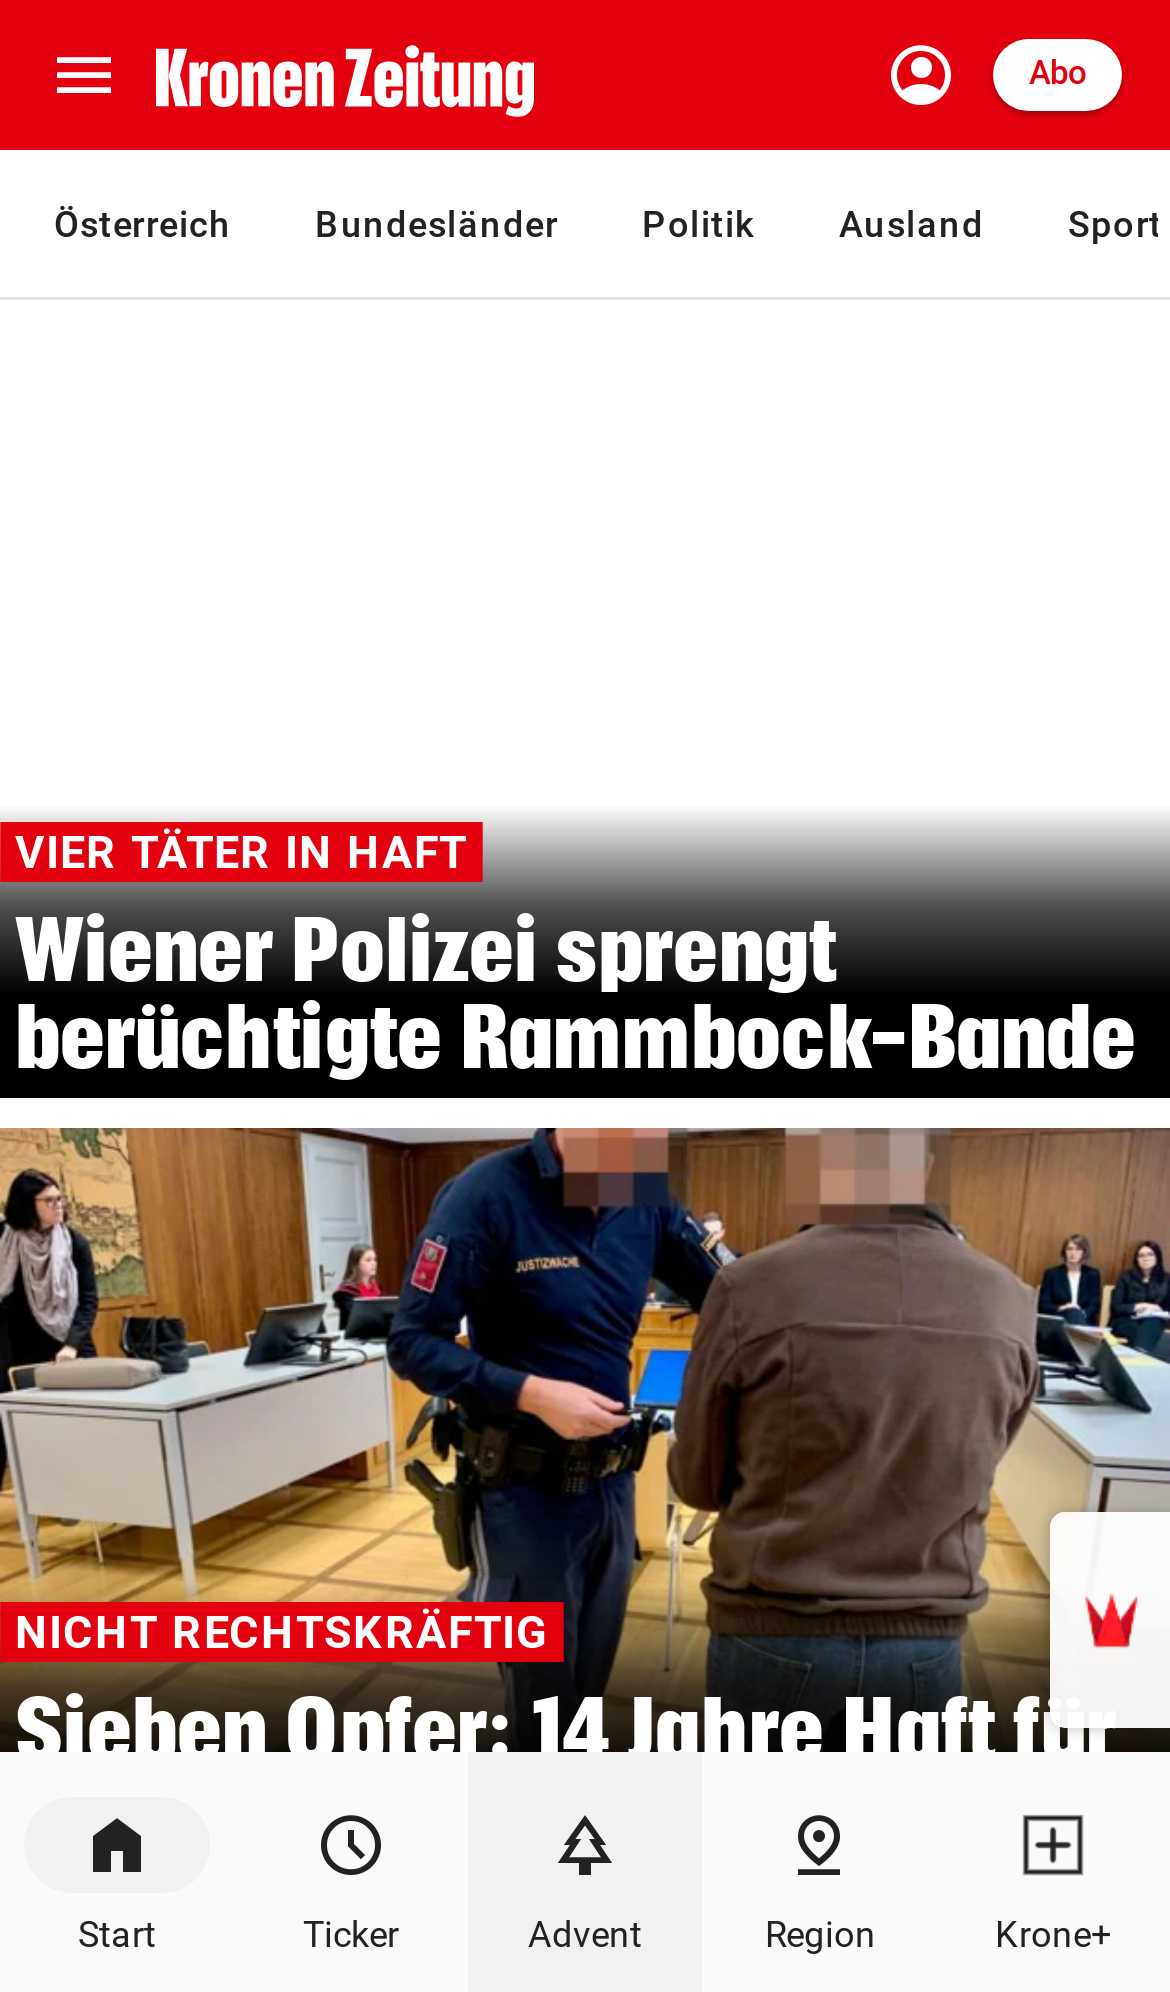 Kronen Zeitung
Abo
Österreich Bundesländer Politik Ausland Sport
VIER TÄTER IN HAFT
Wiener Polizei sprengt
berüchtigte Rammbock-Bande
JUSTIZWACHE
NICHT RECHTSKRÄFTIG
Sieben Opfer: 14 Jahre Haft für
Start Ticker Advent Region Krone+